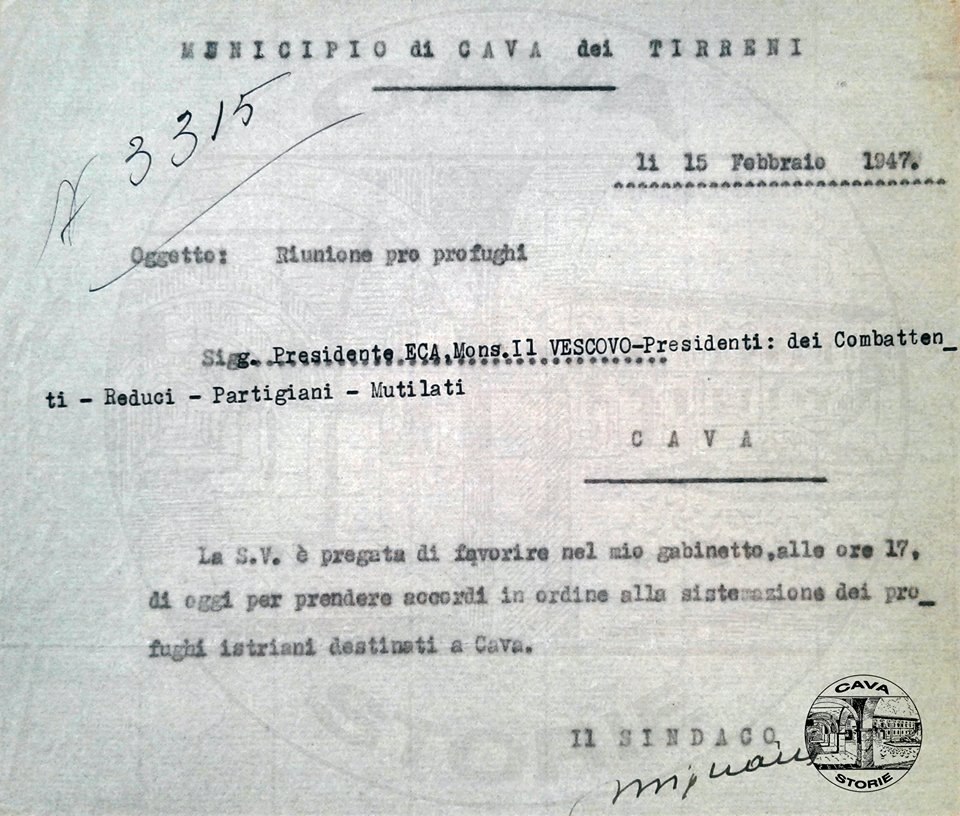 MUNICIPIO di CAVA dei TIRRENI
N 3315
li 15 Febbraio 1947.
Oggetto: Riunione pro profughi
Sigg. Presidente ECA,Mons.Il VESCOVO-Presidenti: dei Combatten_
ti - Reduci - Partigiani - Mutilati
CAVA
La S.V. è pregata di favorire nel mio gabinetto,alle ore 17,
di oggi per prendere accordi in ordine alla sistemazione dei pro_
fughi istriani destinati a Cava.
Il SINDACO
CAVA
STORIE